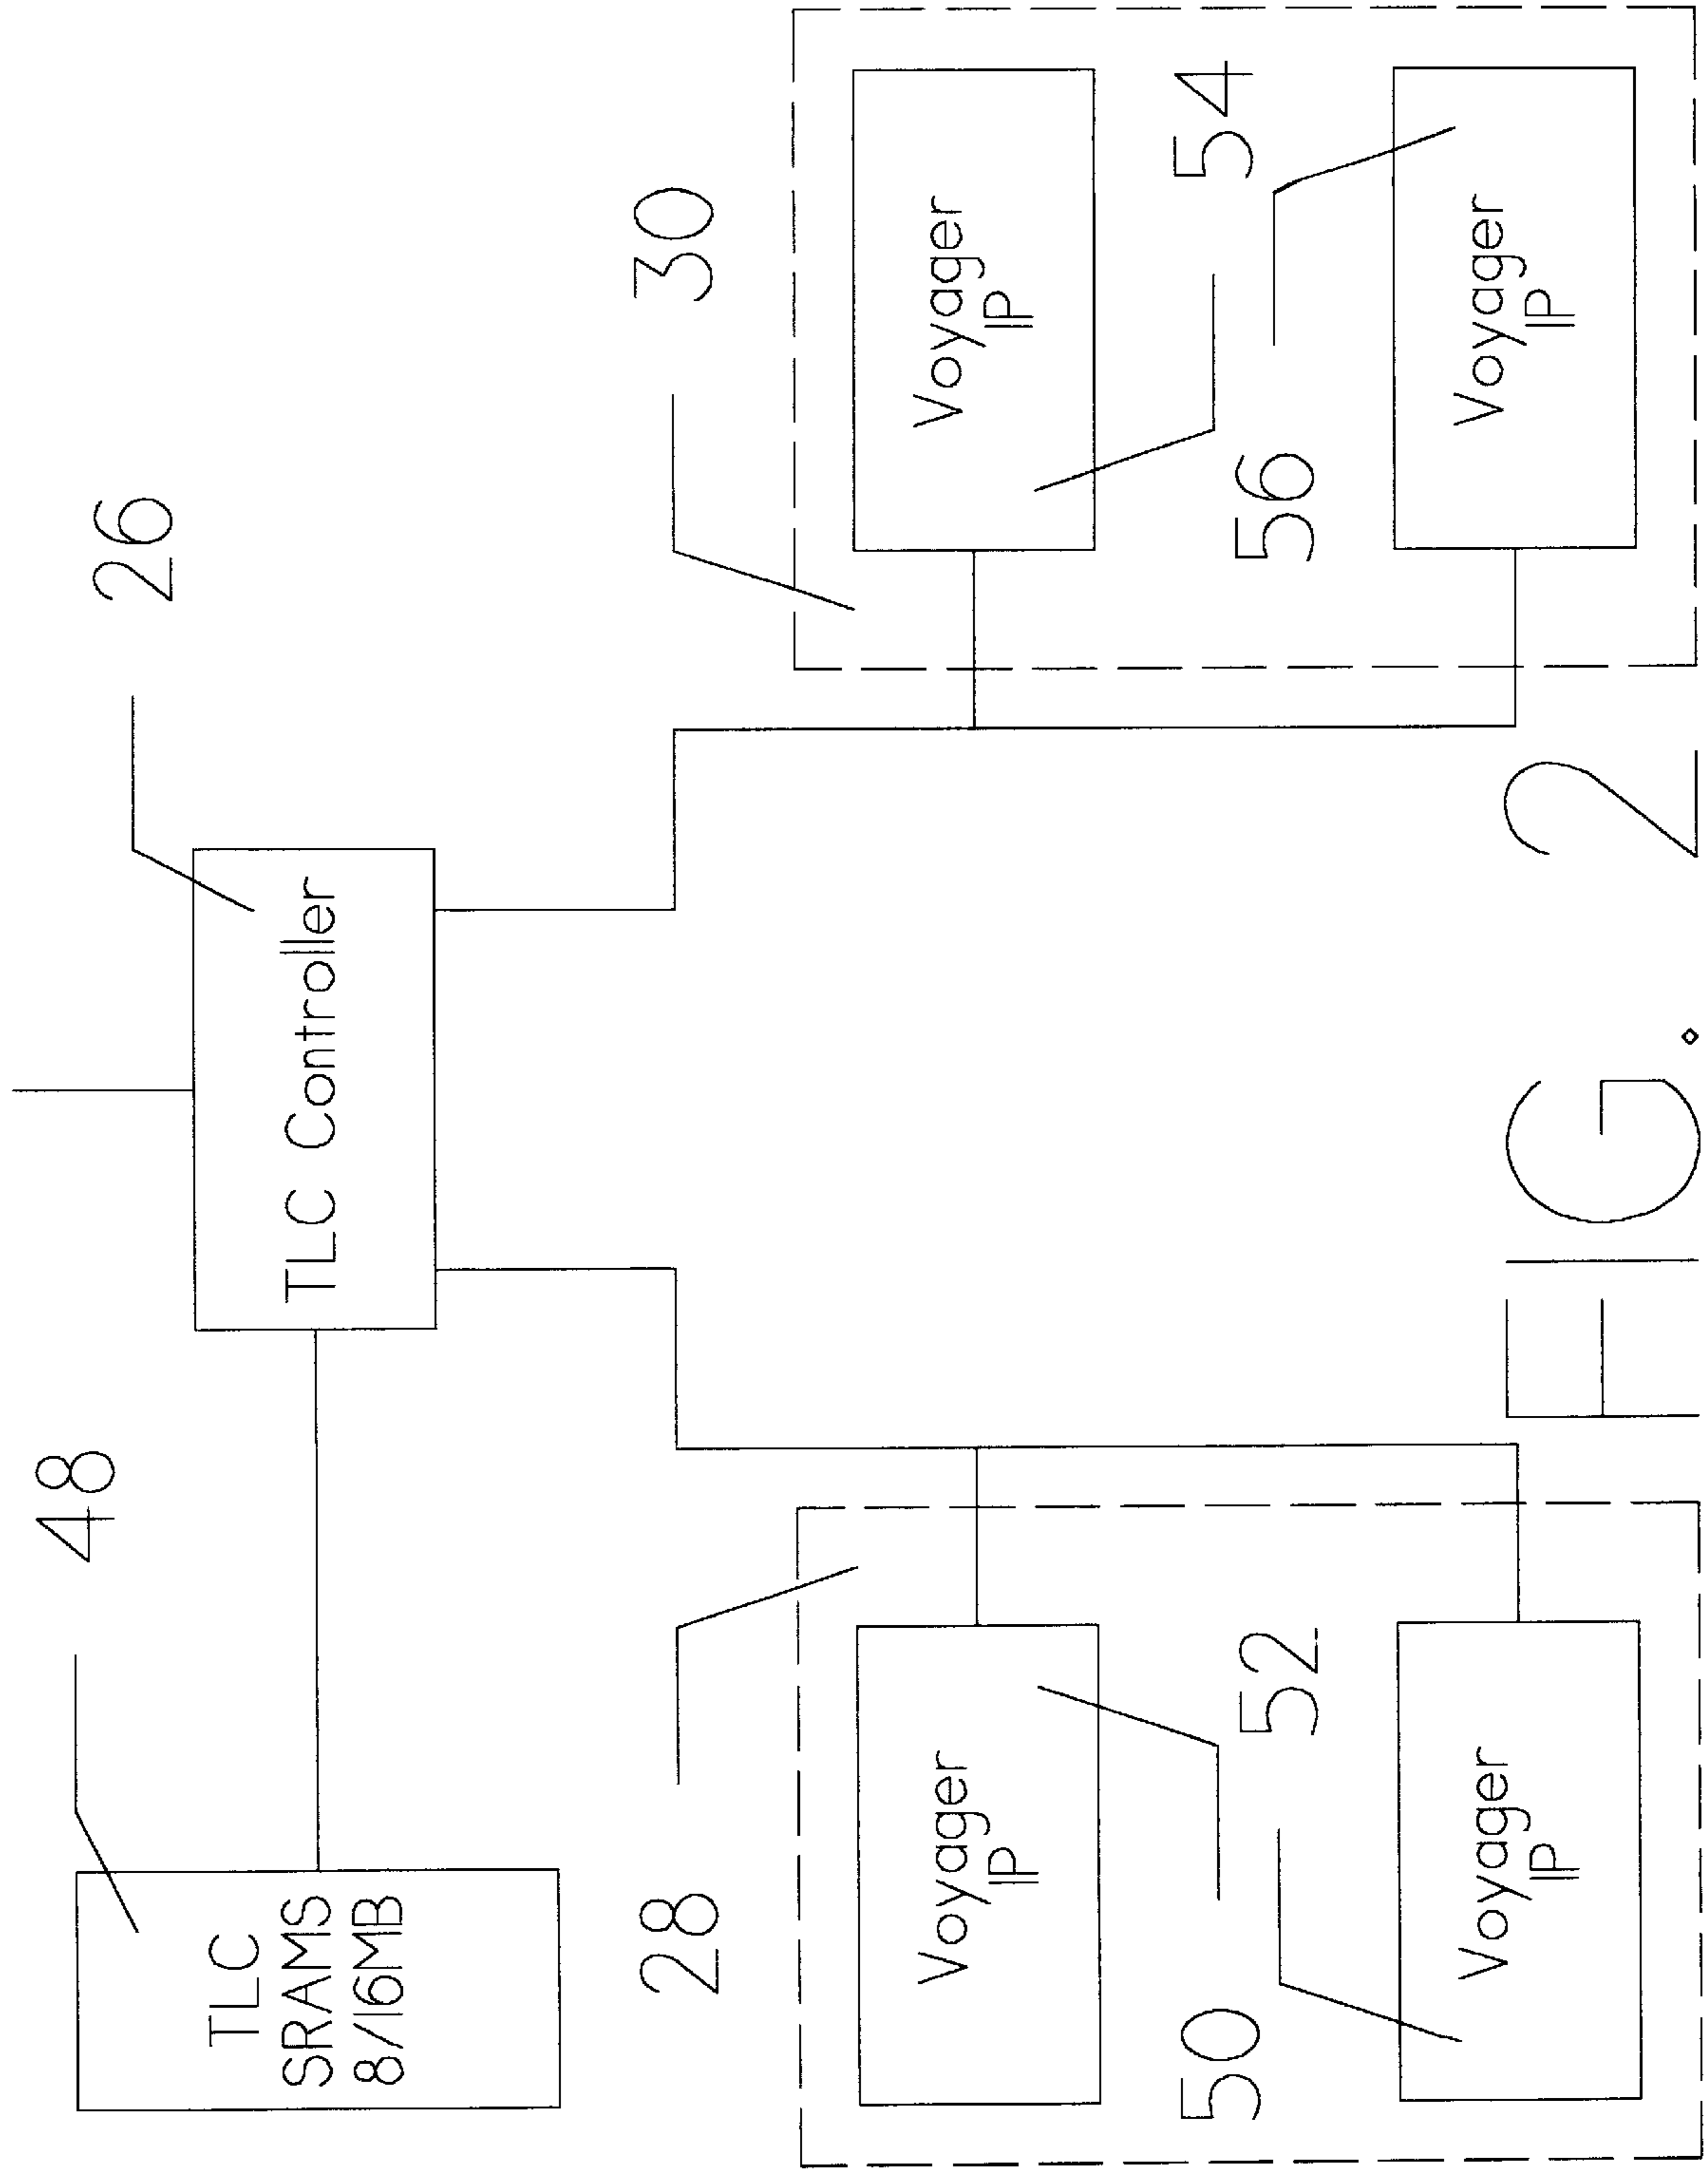 48
26
TLC
SRAMS
8/16MB
TLC Controller
28
30
Voyager
IP
Voyager
IP
50
52
56
54
Voyager
IP
Voyager
IP
FIG. 2